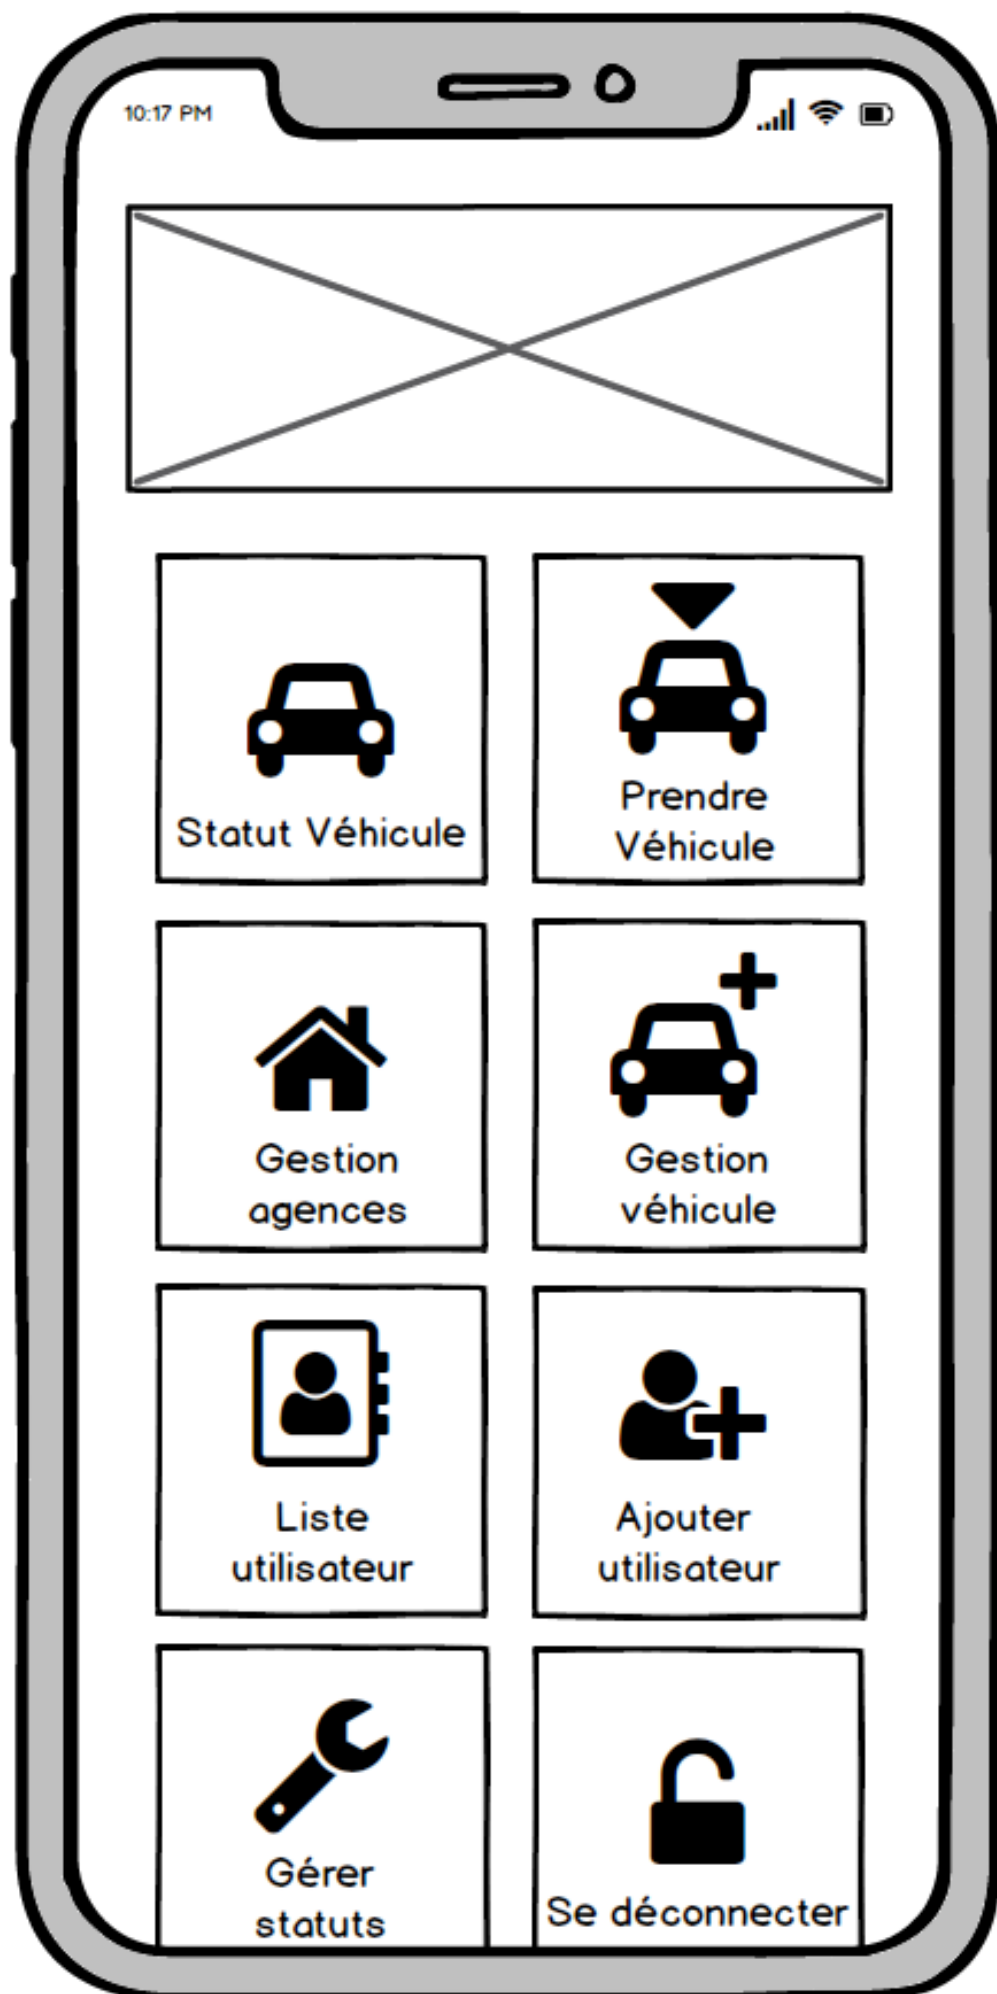 10:17 PM
Statut Véhicule
Prendre
Véhicule
Gestion
agences
Gestion
véhicule
Liste
utilisateur
Ajouter
utilisateur
Gérer
statuts
Se déconnecter